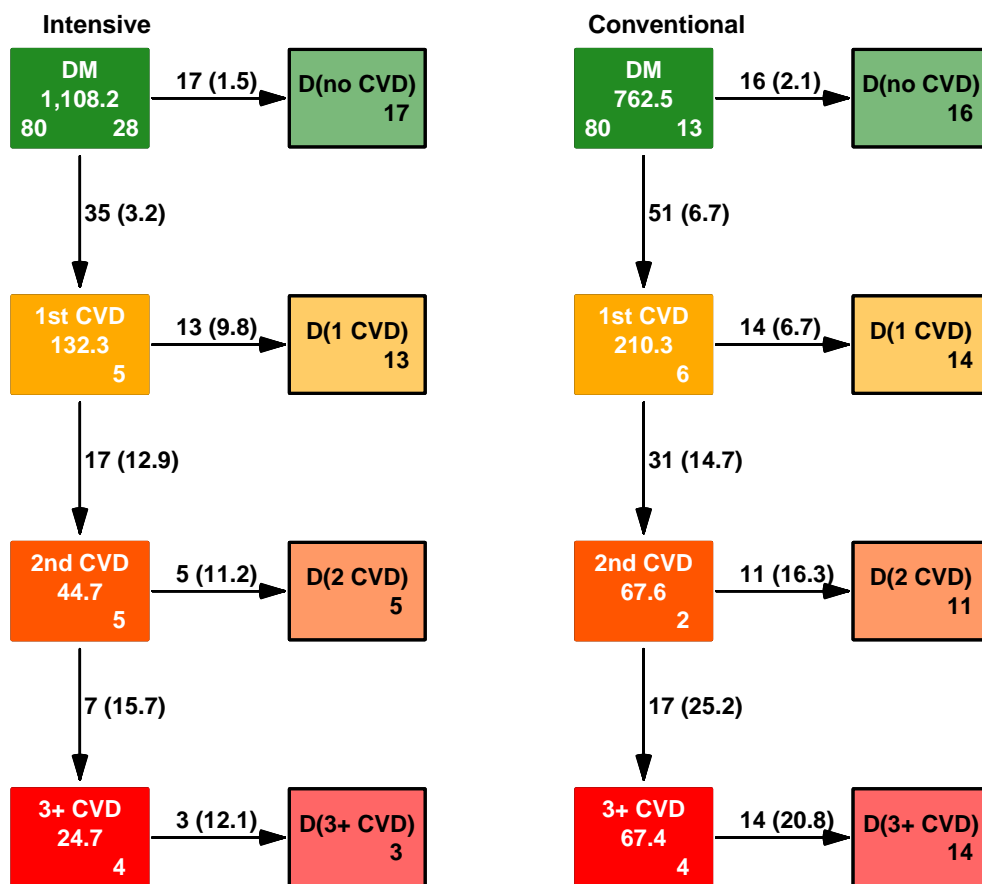 Intensive
DM
1,108.2
80 28
17 (1.5)
D(no CVD)
17
35 (3.2)
1st CVD
132.3
5
13 (9.8)
D(1 CVD)
13
17 (12.9)
2nd CVD
44.7
5
5 (11.2)
D(2 CVD)
5
7 (15.7)
3+ CVD
24.7
4
3 (12.1)
D(3+ CVD)
3
Conventional
DM
762.5
80 13
16 (2.1)
D(no CVD)
16
51 (6.7)
1st CVD
210.3
6
14 (6.7)
D(1 CVD)
14
31 (14.7)
2nd CVD
67.6
2
11 (16.3)
D(2 CVD)
11
17 (25.2)
3+ CVD
67.4
4
14 (20.8)
D(3+ CVD)
14